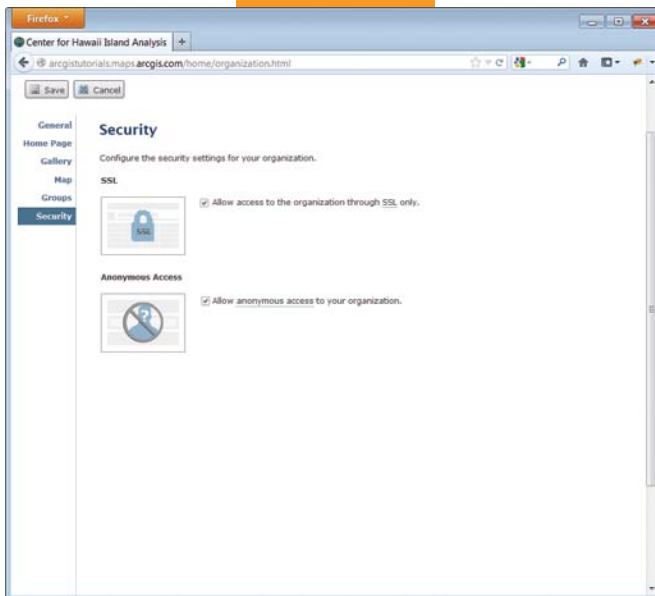 Firefox
Center for Hawaii Island Analysis
arcgistutorials.maps.arcgis.com/home/organization.html
Save Cancel
General
Home Page
Gallery
Map
Groups
Security
Security
Configure the security settings for your organization.
SSL
SSL
Allow access to the organization through SSL only.
Anonymous Access
Allow anonymous access to your organization.